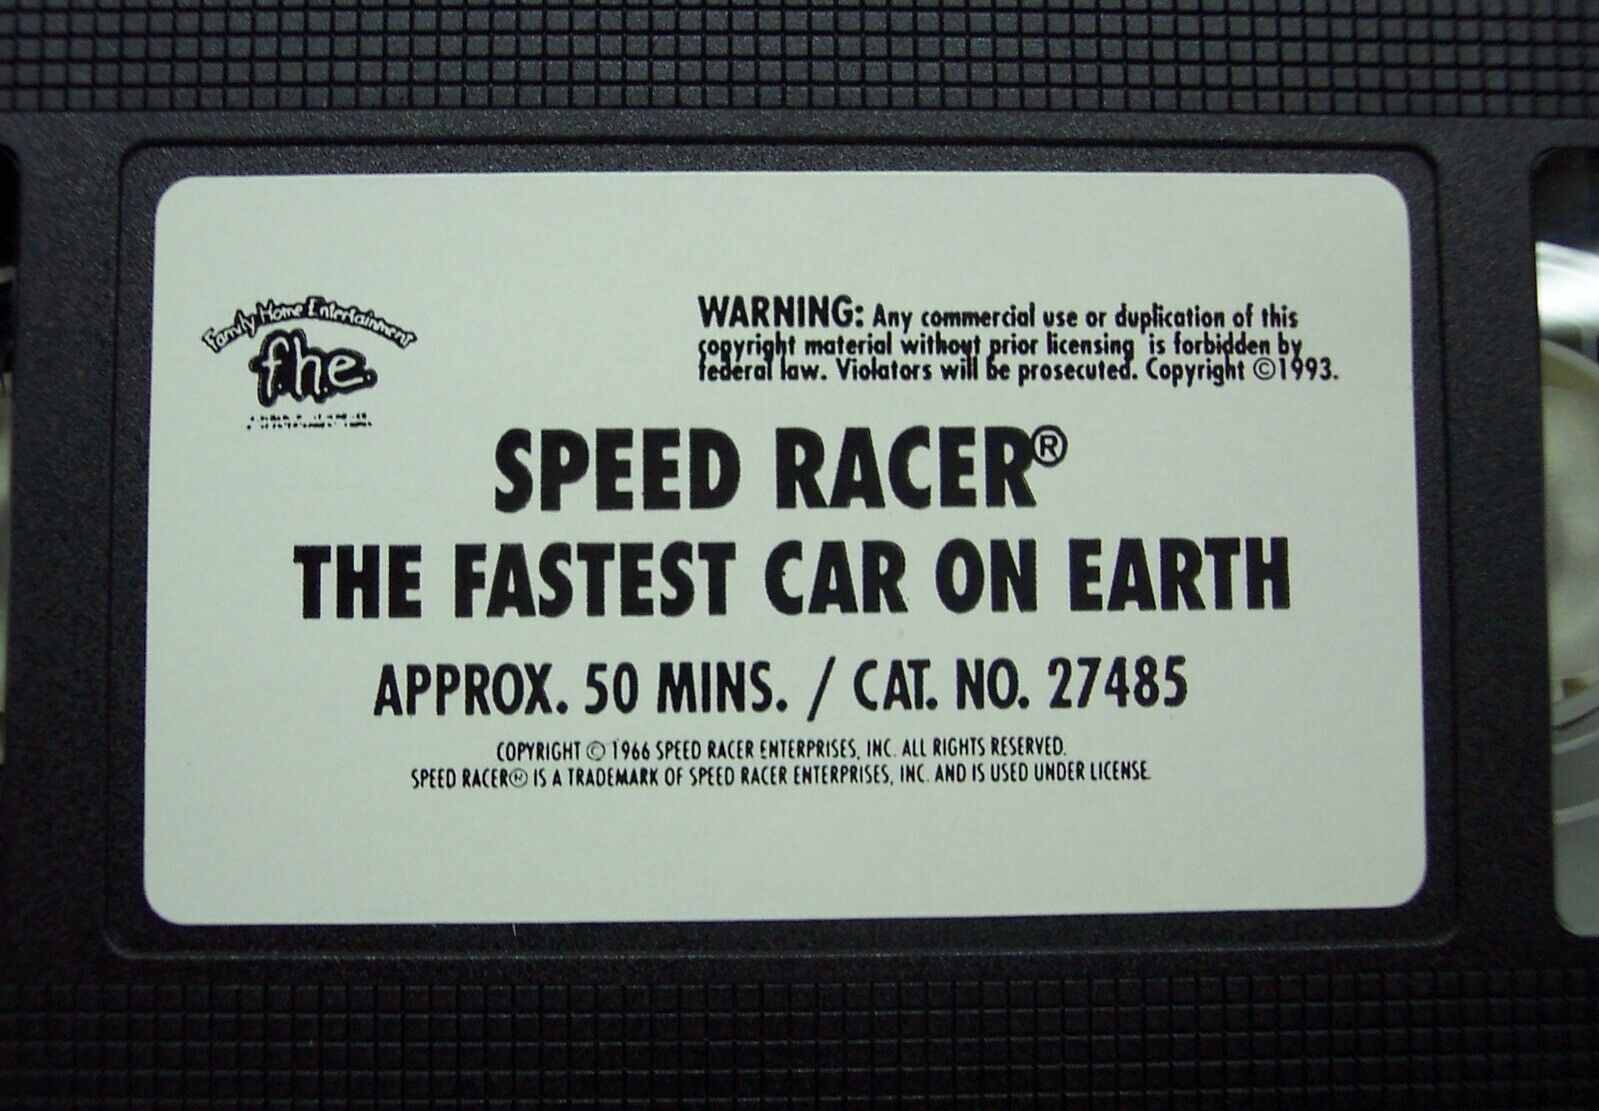 Family Home Entertainment
f.h.e.
WARNING: Any commercial use or duplication of this
copyright material without prior licensing is forbidden by
federal law. Violators will be prosecuted. Copyright ©1993.
SPEED RACER®
THE FASTEST CAR ON EARTH
APPROX. 50 MINS. / CAT. NO. 27485
COPYRIGHT © 1966 SPEED RACER ENTERPRISES, INC. ALL RIGHTS RESERVED.
SPEED RACER® IS A TRADEMARK OF SPEED RACER ENTERPRISES, INC. AND IS USED UNDER LICENSE.